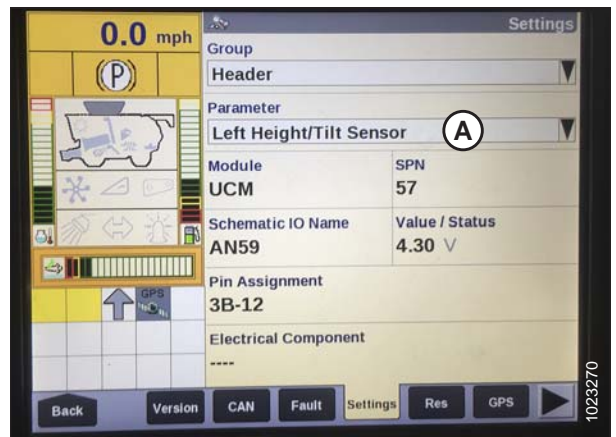 0.0 mph
(P)
GPS
Settings
Group
Header
Parameter
Left Height/Tilt Sensor
A
Module
UCM
SPN
57
Schematic IO Name
AN59
Value / Status
4.30 V
Pin Assignment
3B-12
Electrical Component
----
Back
Version
CAN
Fault
Settings
Res
GPS
1023270